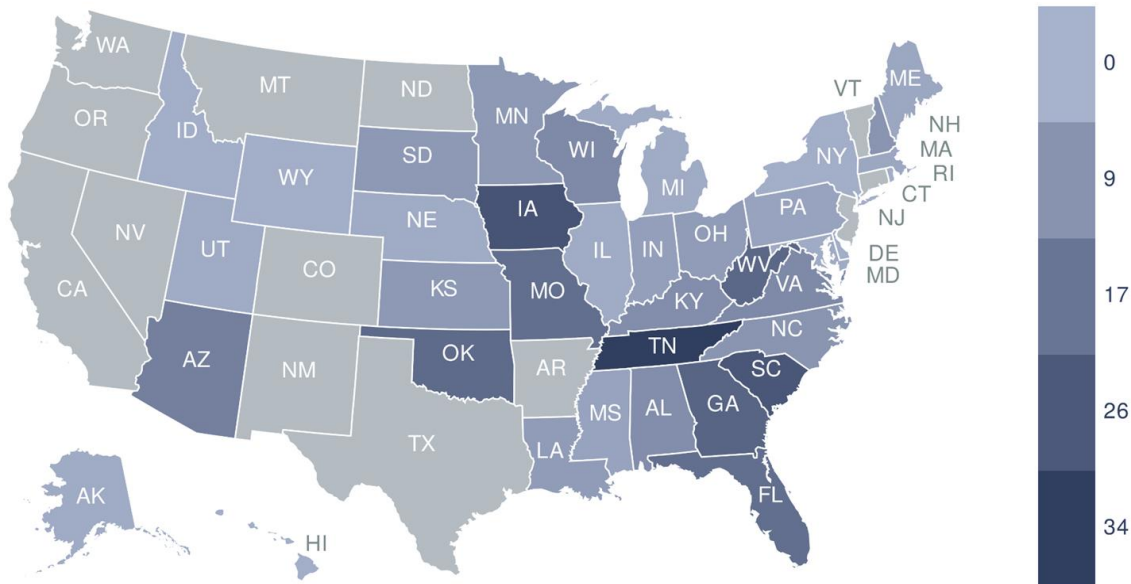 WA
MT
ND
MN
VT
ME
0
OR
ID
SD
WI
NH
WY
MI
NY
MA
RI
9
NE
IA
PA
CT
NV
UT
CO
IL
IN
OH
NJ
CA
KS
MO
WV
VA
DE
MD
17
KY
AZ
NM
OK
AR
TN
NC
SC
26
TX
LA
MS
AL
GA
FL
AK
HI
34